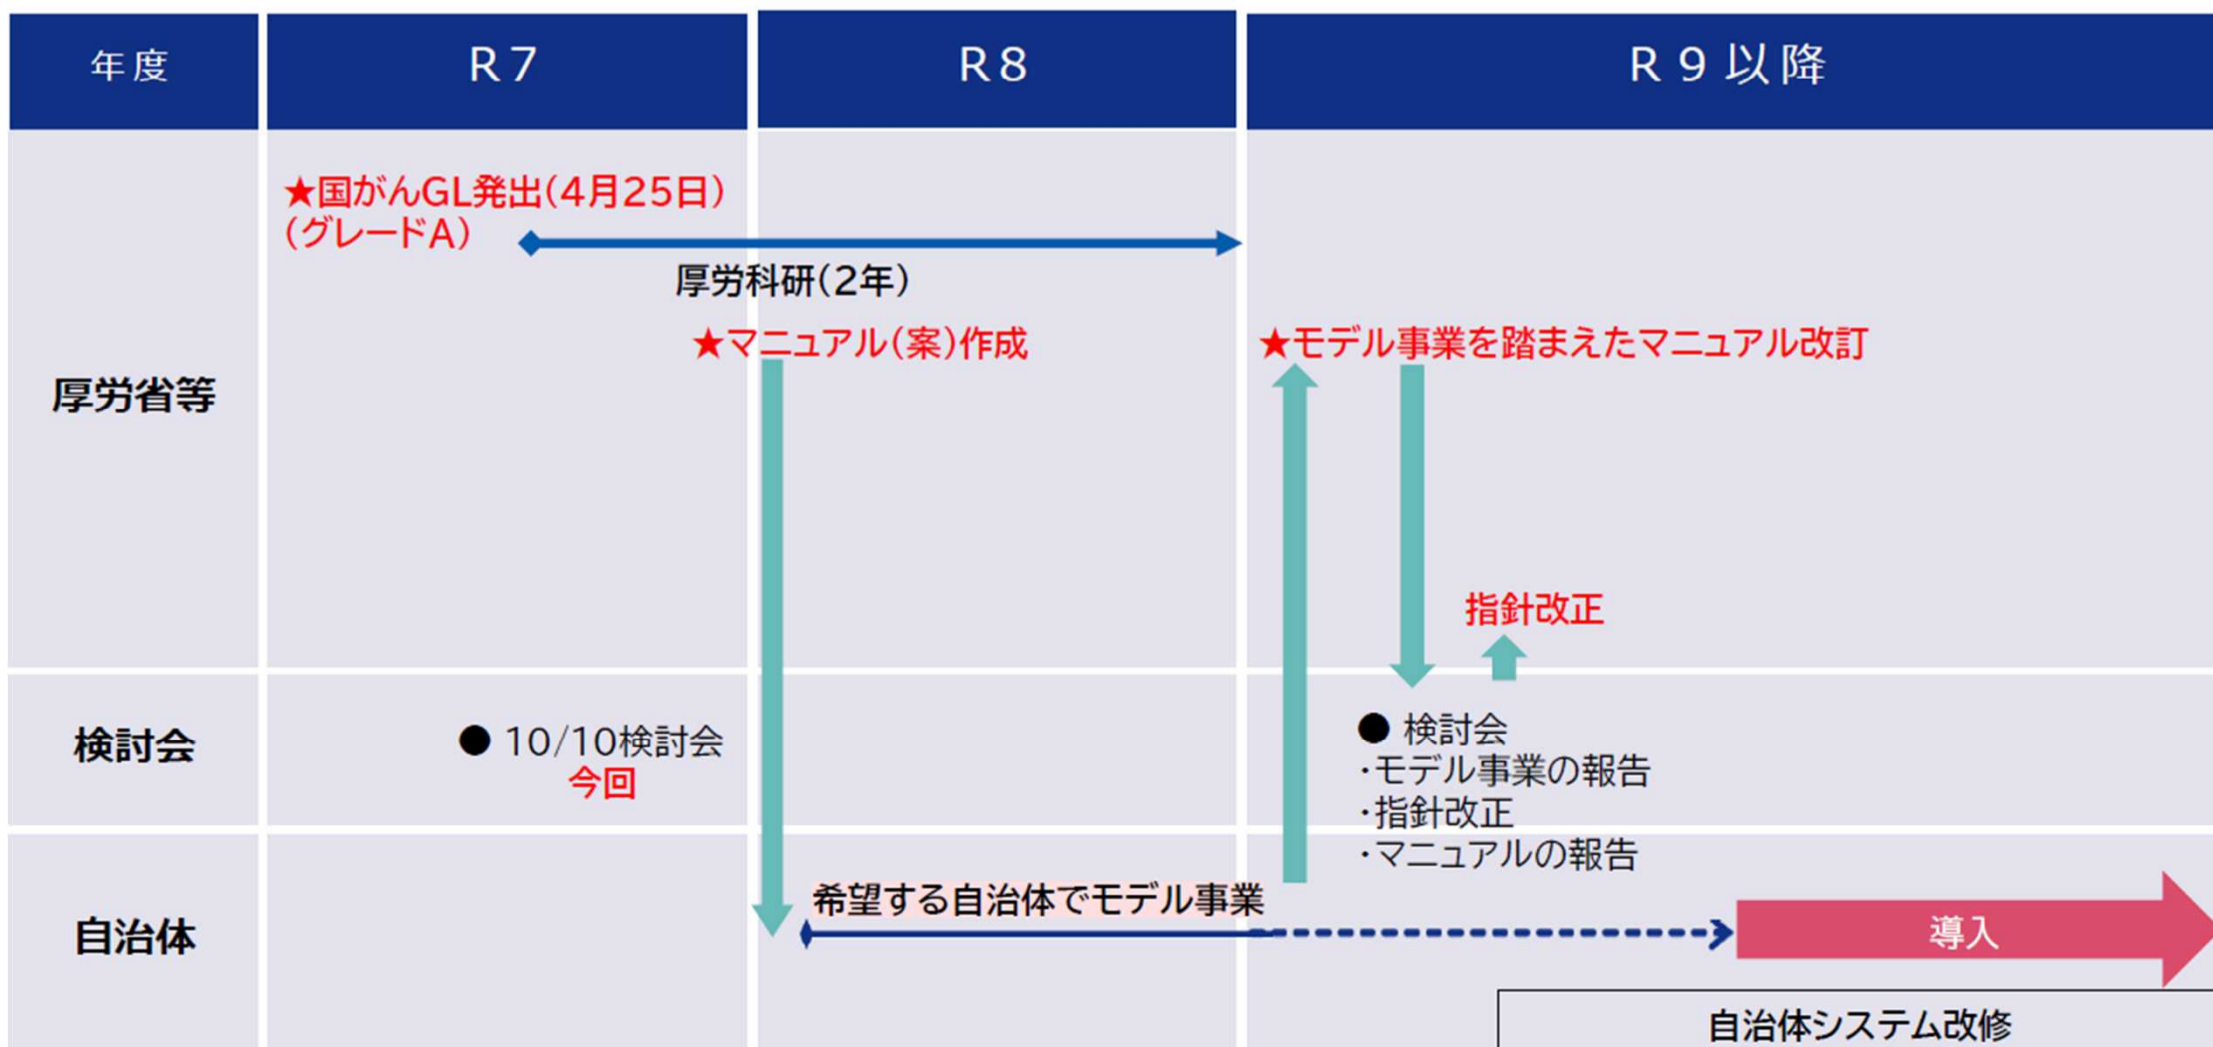 年度
R7
R8
R9以降
厚労省等
★国がんGL発出(4月25日)
(グレードA)
厚労科研(2年)
★マニュアル(案)作成
★モデル事業を踏まえたマニュアル改訂
指針改正
検討会
● 10/10検討会
今回
● 検討会
・モデル事業の報告
・指針改正
・マニュアルの報告
自治体
希望する自治体でモデル事業
導入
自治体システム改修